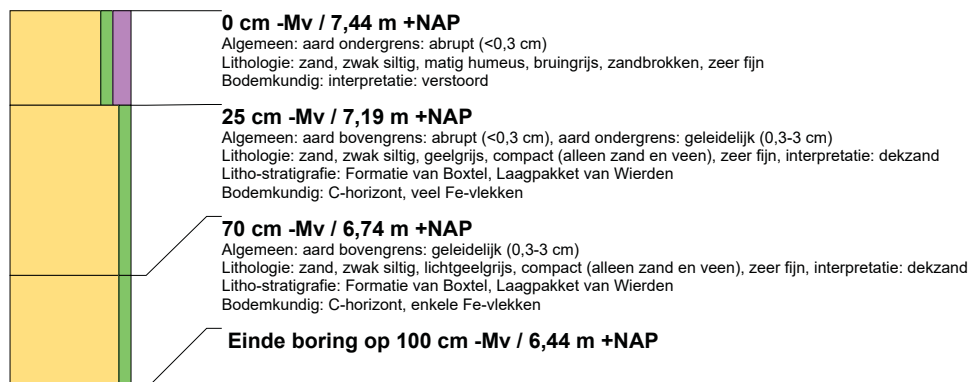 0 cm -Mv / 7,44 m +NAP
Algemeen: aard ondergrens: abrupt (<0,3 cm)
Lithologie: zand, zwak siltig, matig humeus, bruingrijs, zandbrokken, zeer fijn
Bodemkundig: interpretatie: verstoord
25 cm -Mv / 7,19 m +NAP
Algemeen: aard bovengrens: abrupt (<0,3 cm), aard ondergrens: geleidelijk (0,3-3 cm)
Lithologie: zand, zwak siltig, geelgrijs, compact (alleen zand en veen), zeer fijn, interpretatie: dekzand
Litho-stratigrafie: Formatie van Boxtel, Laagpakket van Wierden
Bodemkundig: C-horizont, veel Fe-vlekken
70 cm -Mv / 6,74 m +NAP
Algemeen: aard bovengrens: geleidelijk (0,3-3 cm)
Lithologie: zand, zwak siltig, lichtgeelgrijs, compact (alleen zand en veen), zeer fijn, interpretatie: dekzand
Litho-stratigrafie: Formatie van Boxtel, Laagpakket van Wierden
Bodemkundig: C-horizont, enkele Fe-vlekken
Einde boring op 100 cm -Mv / 6,44 m +NAP